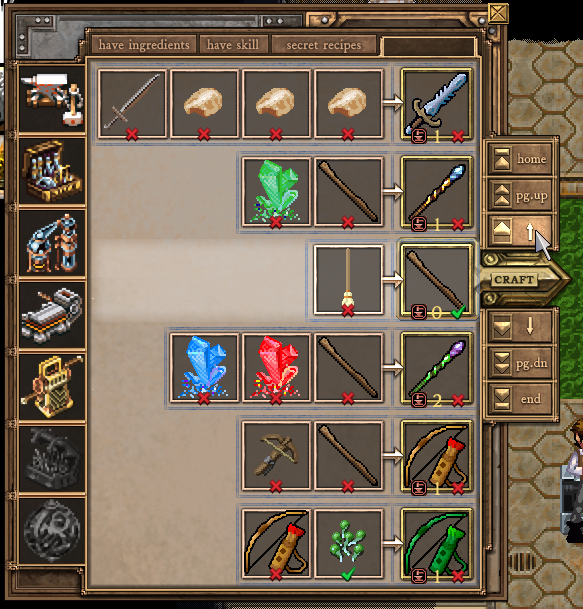 have ingredients
have skill
secret recipes
1
home
1
pg.up
CRAFT
0
2
pg.dn
end
1
1